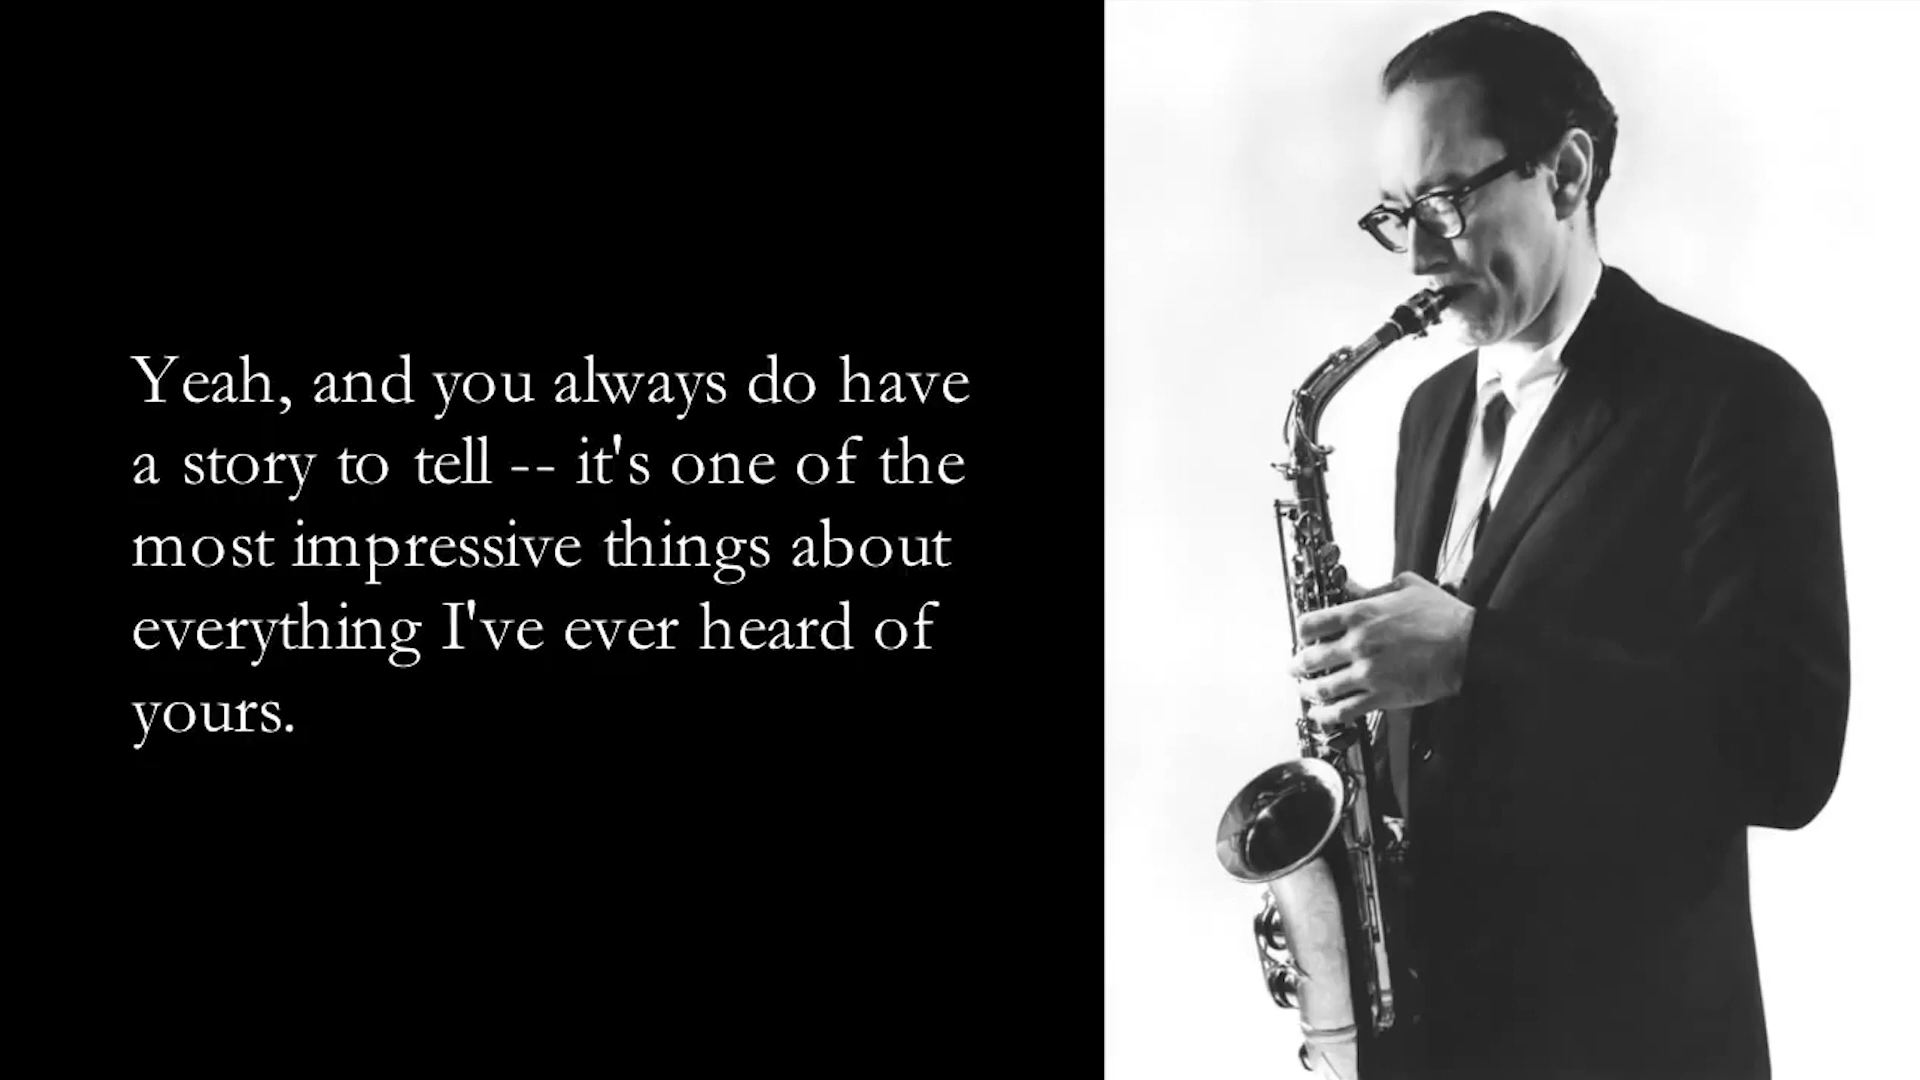 Yeah, and you always do have
a story to tell -- it's one of the
most impressive things about
everything I've ever heard of
yours.